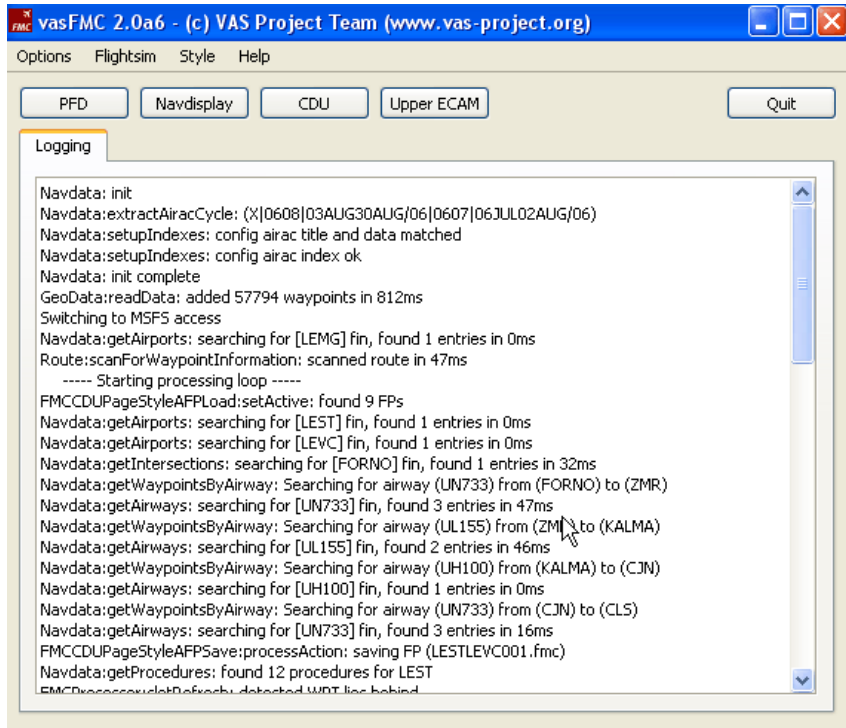 FMC vasFMC 2.0a6 - (c) VAS Project Team (www.vas-project.org)
Options Flightsim Style Help
PFD Navdisplay CDU Upper ECAM Quit
Logging
Navdata: init
Navdata:extractAiracCycle: (X|0608|03AUG30AUG/06|0607|06JUL02AUG/06)
Navdata:setupIndexes: config airac title and data matched
Navdata:setupIndexes: config airac index ok
Navdata: init complete
GeoData:readData: added 57794 waypoints in 812ms
Switching to MSFS access
Navdata:getAirports: searching for [LEMG] fin, found 1 entries in 0ms
Route:scanForWaypointInformation: scanned route in 47ms
----- Starting processing loop -----
FMCCDUPageStyleAFPLoad:setActive: found 9 FPs
Navdata:getAirports: searching for [LEST] fin, found 1 entries in 0ms
Navdata:getAirports: searching for [LEVC] fin, found 1 entries in 0ms
Navdata:getIntersections: searching for [FORNO] fin, found 1 entries in 32ms
Navdata:getWaypointsByAirway: Searching for airway (UN733) from (FORNO) to (ZMR)
Navdata:getAirways: searching for [UN733] fin, found 3 entries in 47ms
Navdata:getWaypointsByAirway: Searching for airway (UL155) from (ZMR) to (KALMA)
Navdata:getAirways: searching for [UL155] fin, found 2 entries in 46ms
Navdata:getWaypointsByAirway: Searching for airway (UH100) from (KALMA) to (CJN)
Navdata:getAirways: searching for [UH100] fin, found 1 entries in 0ms
Navdata:getWaypointsByAirway: Searching for airway (UN733) from (CJN) to (CLS)
Navdata:getAirways: searching for [UN733] fin, found 3 entries in 16ms
FMCCDUPageStyleAFPSave:processAction: saving FP (LESTLEVC001.fmc)
Navdata:getProcedures: found 12 procedures for LEST
FMCProcessor:slotRefresh: detected WPT lies behind